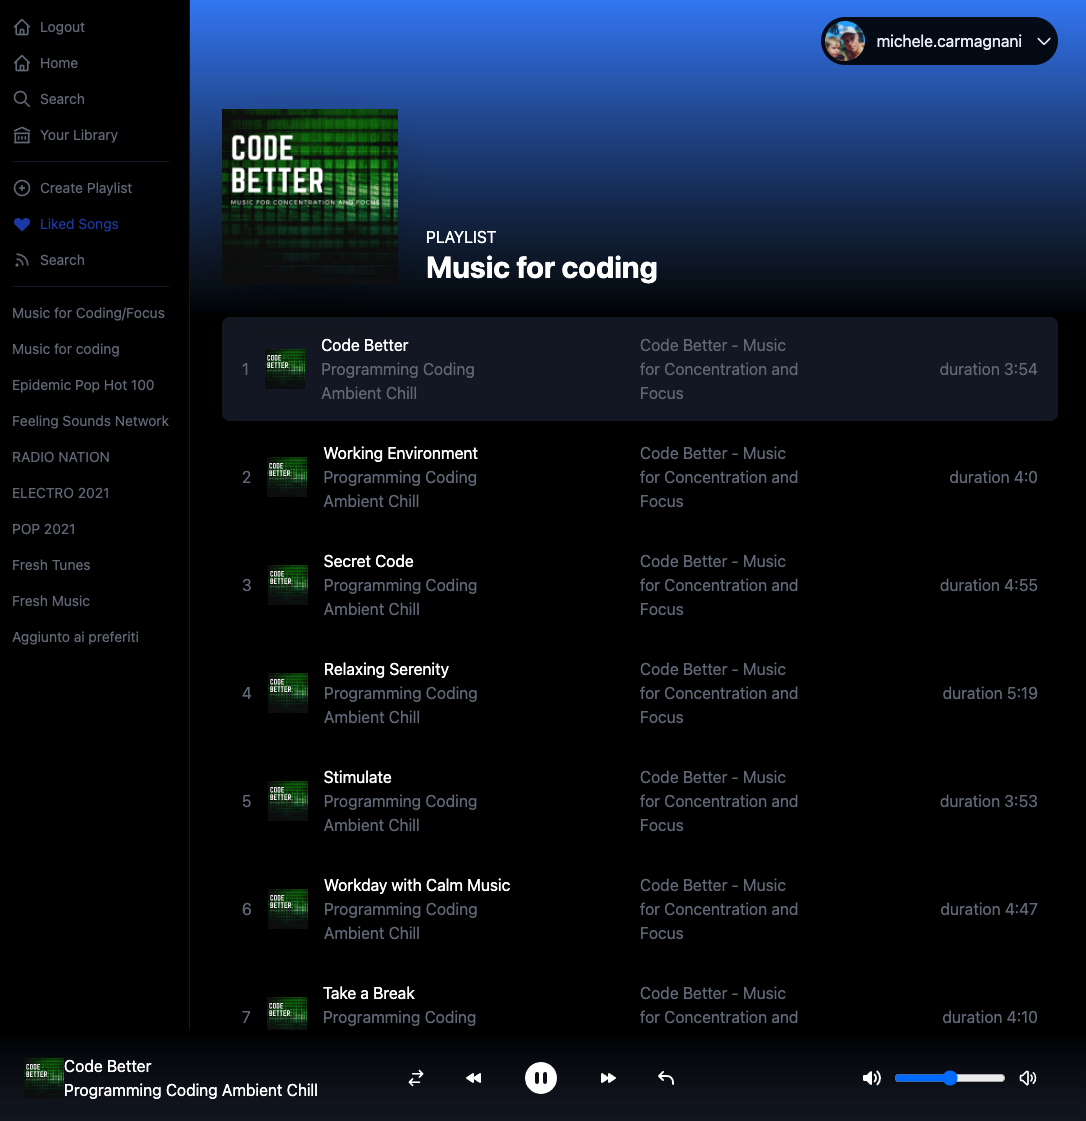 Logout
Home
Search
Your Library
Create Playlist
Liked Songs
Search
Music for Coding/Focus
Music for coding
Epidemic Pop Hot 100
Feeling Sounds Network
RADIO NATION
ELECTRO 2021
POP 2021
Fresh Tunes
Fresh Music
Aggiunto ai preferiti
michele.carmagnani
CODE
BETTER
MUSIC FOR CONCENTRATION AND FOCUS
PLAYLIST
Music for coding
1
CODE
BETTER
Code Better
Programming Coding
Ambient Chill
Code Better - Music
for Concentration and
Focus
duration 3:54
2
CODE
BETTER
Working Environment
Programming Coding
Ambient Chill
Code Better - Music
for Concentration and
Focus
duration 4:0
3
CODE
BETTER
Secret Code
Programming Coding
Ambient Chill
Code Better - Music
for Concentration and
Focus
duration 4:55
4
CODE
BETTER
Relaxing Serenity
Programming Coding
Ambient Chill
Code Better - Music
for Concentration and
Focus
duration 5:19
5
CODE
BETTER
Stimulate
Programming Coding
Ambient Chill
Code Better - Music
for Concentration and
Focus
duration 3:53
6
CODE
BETTER
Workday with Calm Music
Programming Coding
Ambient Chill
Code Better - Music
for Concentration and
Focus
duration 4:47
7
CODE
BETTER
Take a Break
Programming Coding
Code Better - Music
for Concentration and
duration 4:10
CODE
BETTER
Code Better
Programming Coding Ambient Chill